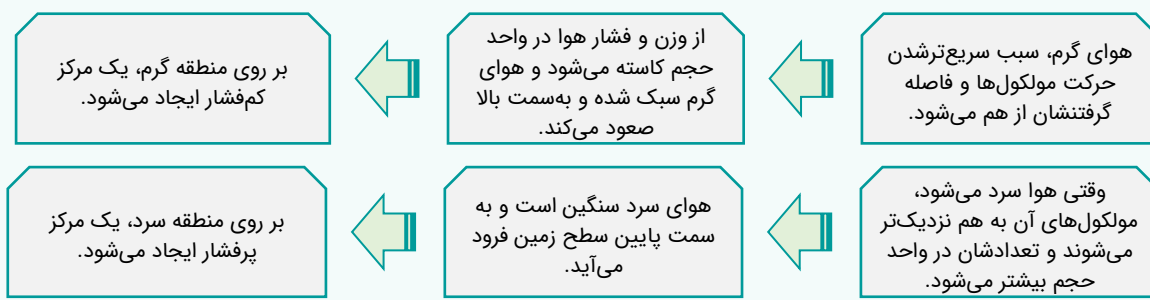 هوای گرم، سبب سریع‌ترشدن
حرکت مولکول‌ها و فاصله
گرفتنشان از هم می‌شود.
از وزن و فشار هوا در واحد
حجم کاسته می‌شود و هوای
گرم سبک شده و به‌سمت بالا
صعود می‌کند.
بر روی منطقه گرم، یک مرکز
کم‌فشار ایجاد می‌شود.
وقتی هوا سرد می‌شود،
مولکول‌های آن به هم نزدیک‌تر
می‌شوند و تعدادشان در واحد
حجم بیشتر می‌شود.
هوای سرد سنگین است و به
سمت پایین سطح زمین فرود
می‌آید.
بر روی منطقه سرد، یک مرکز
پرفشار ایجاد می‌شود.